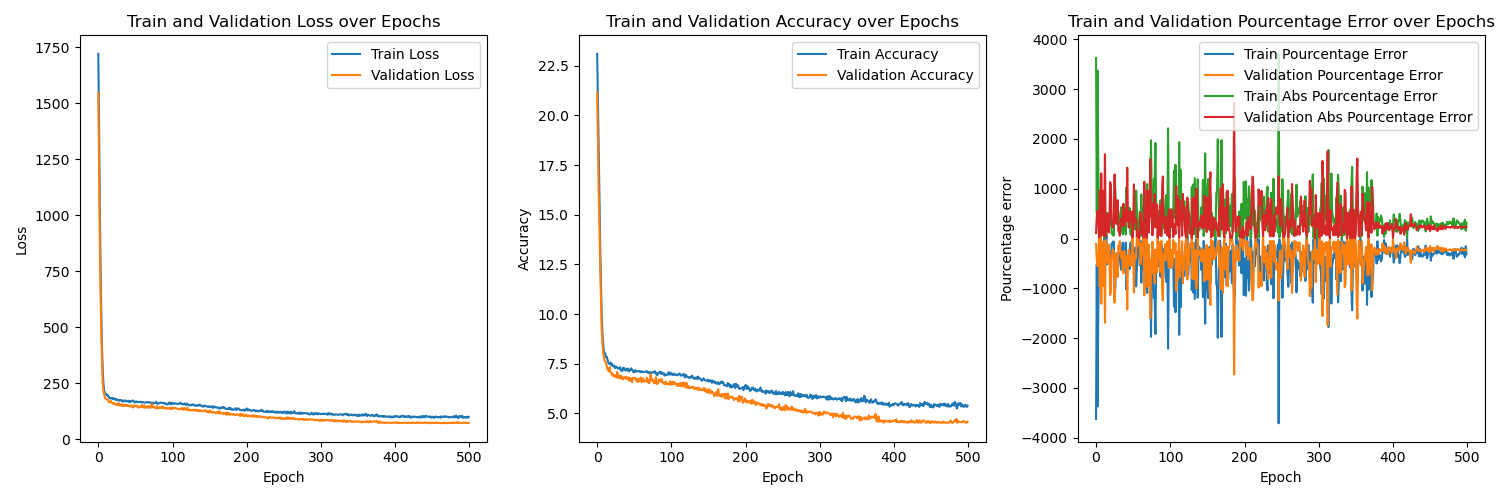 Train and Validation Loss over Epochs
Train Loss
Validation Loss
1750
1500
1250
1000
750
500
250
0
Loss
0 100 200 300 400 500
Epoch
Train and Validation Accuracy over Epochs
Train Accuracy
Validation Accuracy
22.5
20.0
17.5
15.0
12.5
10.0
7.5
5.0
Accuracy
0 100 200 300 400 500
Epoch
Train and Validation Pourcentage Error over Epochs
Train Pourcentage Error
Validation Pourcentage Error
Train Abs Pourcentage Error
Validation Abs Pourcentage Error
4000
3000
2000
1000
0
−1000
−2000
−3000
−4000
Pourcentage error
0 100 200 300 400 500
Epoch